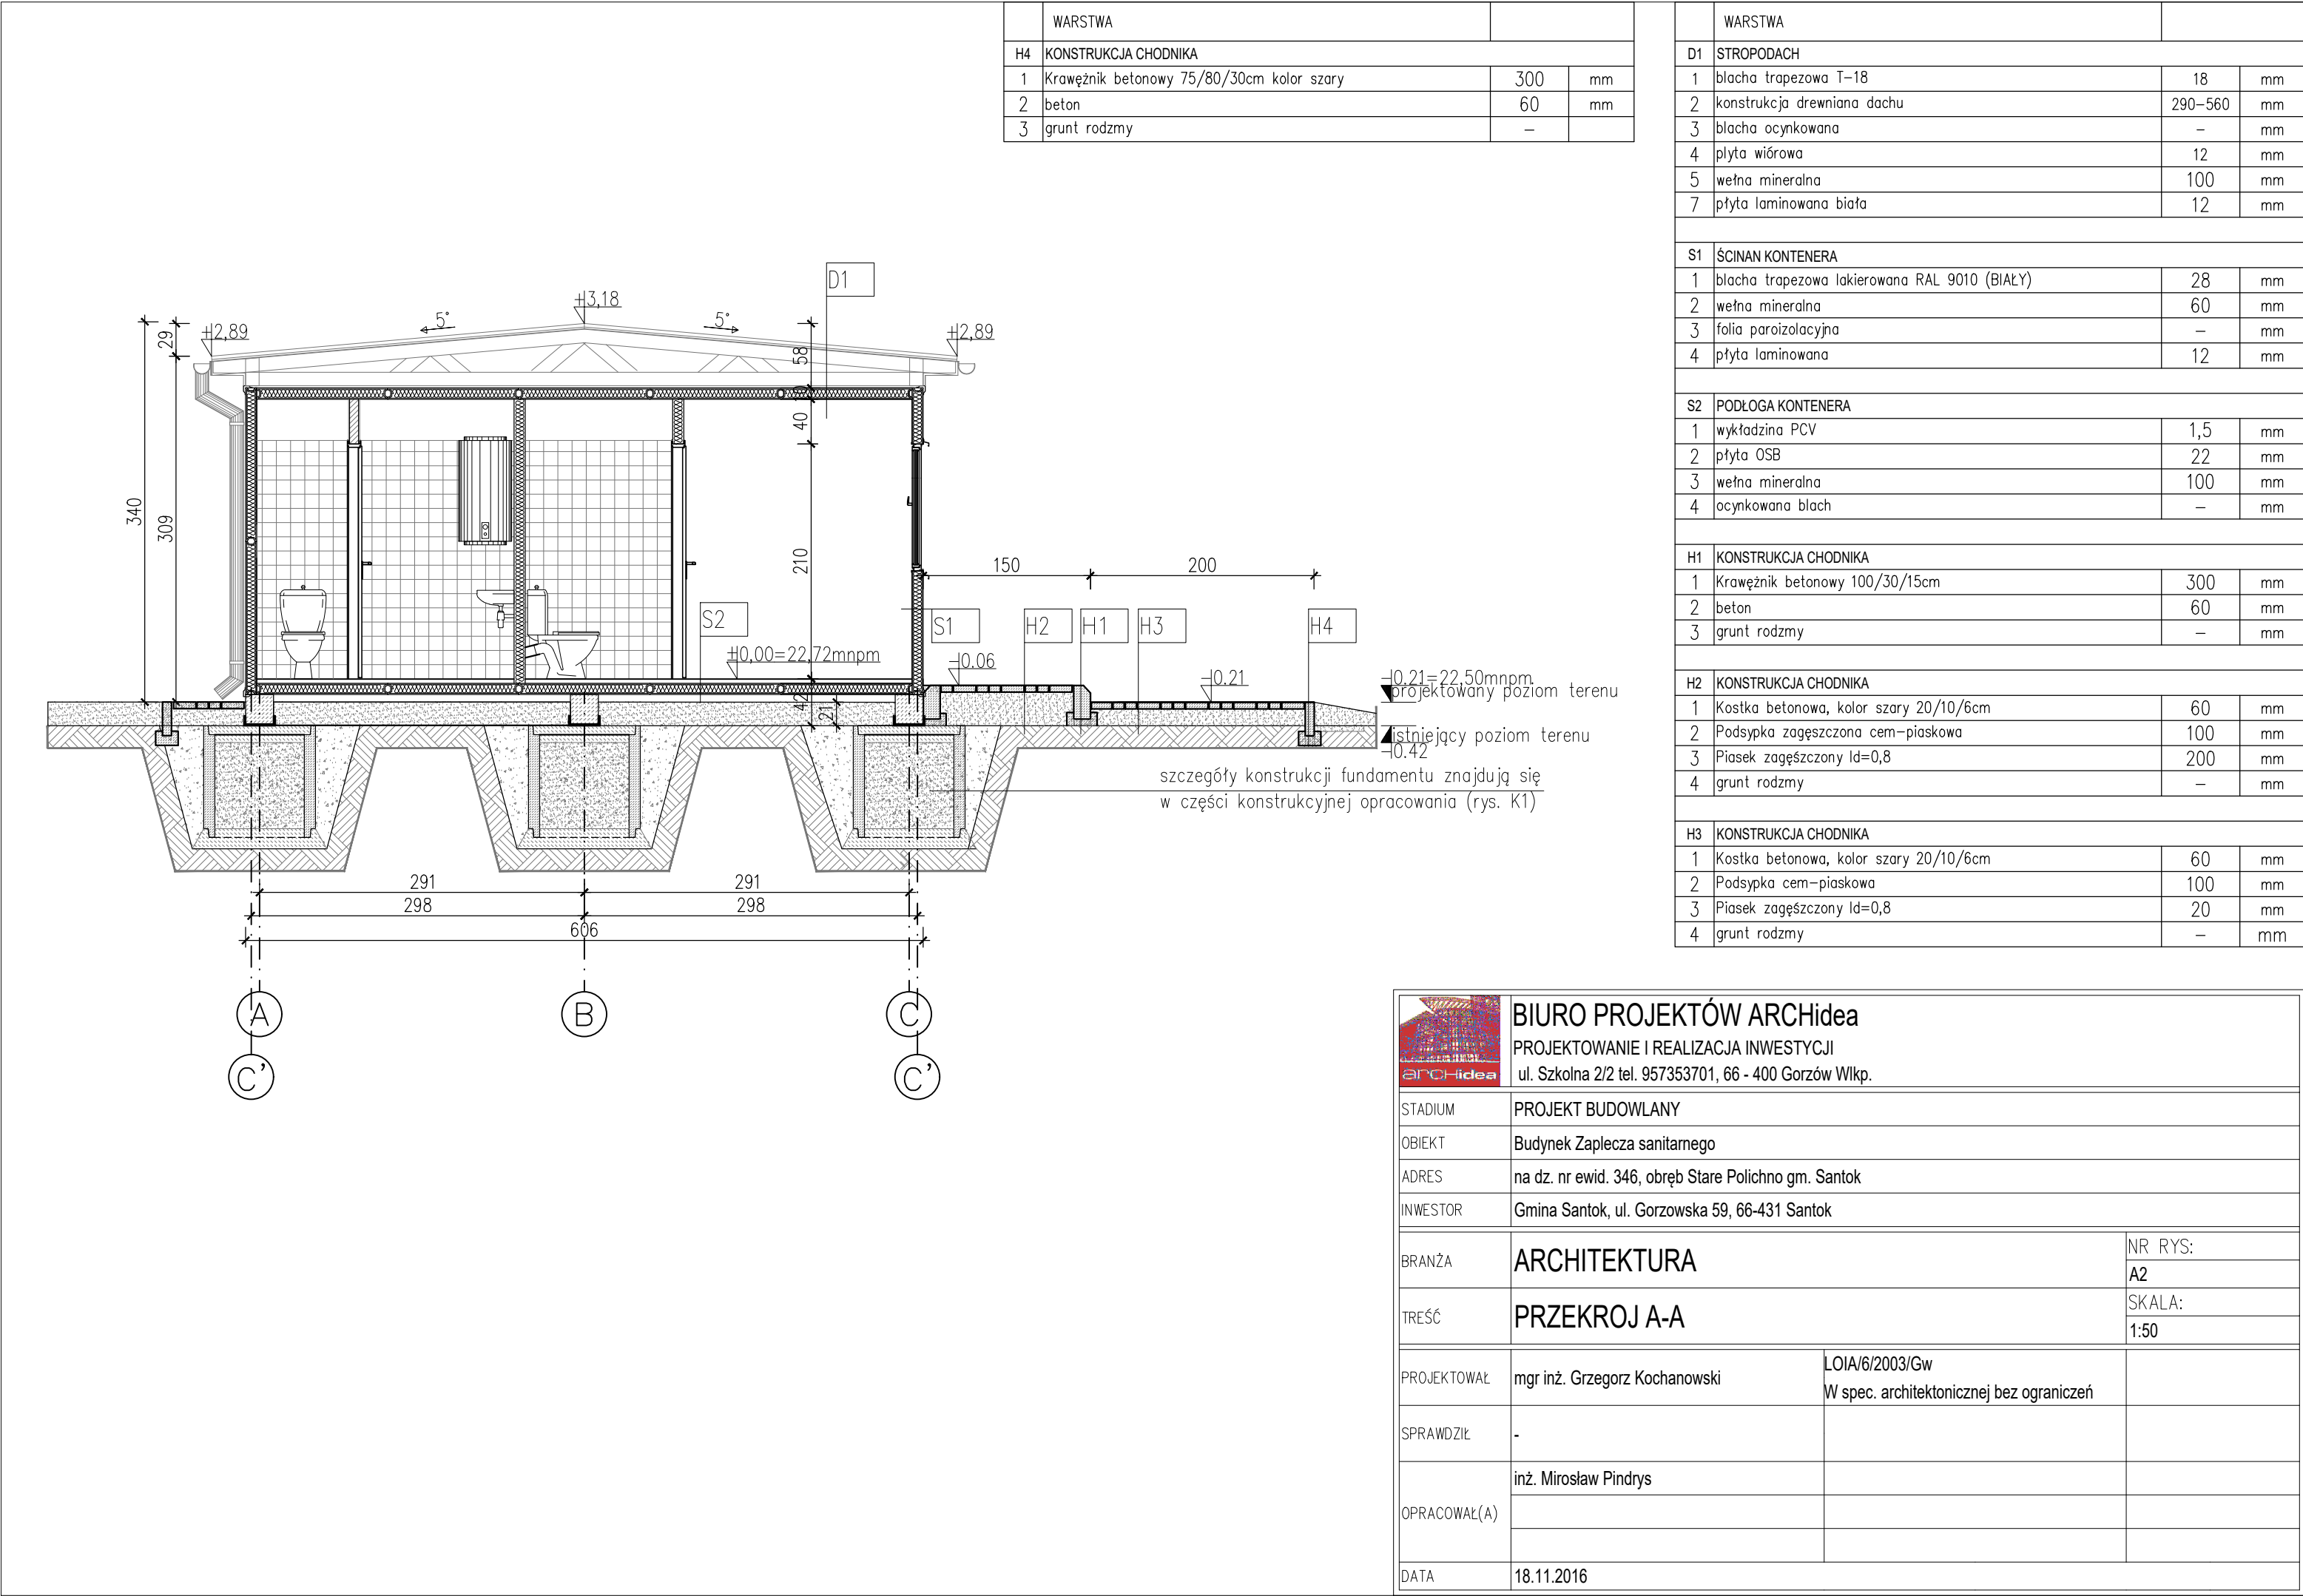 WARSTWA
H4 KONSTRUKCJA CHODNIKA
1 Krawężnik betonowy 75/80/30cm kolor szary 300 mm
2 beton 60 mm
3 grunt rodzmy –
WARSTWA
D1 STROPODACH
1 blacha trapezowa T–18 18 mm
2 konstrukcja drewniana dachu 290–560 mm
3 blacha ocynkowana – mm
4 plyta wiórowa 12 mm
5 wełna mineralna 100 mm
7 płyta laminowana biała 12 mm
S1 ŚCINAN KONTENERA
1 blacha trapezowa lakierowana RAL 9010 (BIAŁY) 28 mm
2 wełna mineralna 60 mm
3 folia paroizolacyjna – mm
4 płyta laminowana 12 mm
S2 PODŁOGA KONTENERA
1 wykładzina PCV 1,5 mm
2 płyta OSB 22 mm
3 wełna mineralna 100 mm
4 ocynkowana blach – mm
H1 KONSTRUKCJA CHODNIKA
1 Krawężnik betonowy 100/30/15cm 300 mm
2 beton 60 mm
3 grunt rodzmy – mm
H2 KONSTRUKCJA CHODNIKA
1 Kostka betonowa, kolor szary 20/10/6cm 60 mm
2 Podsypka zagęszczona cem–piaskowa 100 mm
3 Piasek zagęśzczony Id=0,8 200 mm
4 grunt rodzmy – mm
H3 KONSTRUKCJA CHODNIKA
1 Kostka betonowa, kolor szary 20/10/6cm 60 mm
2 Podsypka cem–piaskowa 100 mm
3 Piasek zagęśzczony Id=0,8 20 mm
4 grunt rodzmy – mm
D1
+3,18
5°
5°
+2,89
+2,89
29
58
40
340
309
210
150
200
S2
S1
H2
H1
H3
H4
±0,00=22,72mnpm
–0.06
–0.21
–0.21=22,50mnpm
projektowany poziom terenu
42
21
istniejący poziom terenu
–0.42
szczegóły konstrukcji fundamentu znajdują się
w części konstrukcyjnej opracowania (rys. K1)
291
291
298
298
606
A
B
C
C'
C'
archidea
BIURO PROJEKTÓW ARCHidea
PROJEKTOWANIE I REALIZACJA INWESTYCJI
ul. Szkolna 2/2 tel. 957353701, 66 - 400 Gorzów Wlkp.
STADIUM PROJEKT BUDOWLANY
OBIEKT Budynek Zaplecza sanitarnego
ADRES na dz. nr ewid. 346, obręb Stare Polichno gm. Santok
INWESTOR Gmina Santok, ul. Gorzowska 59, 66-431 Santok
BRANŻA ARCHITEKTURA
NR RYS:
A2
TREŚĆ PRZEKROJ A-A
SKALA:
1:50
PROJEKTOWAŁ mgr inż. Grzegorz Kochanowski
LOIA/6/2003/Gw
W spec. architektonicznej bez ograniczeń
SPRAWDZIŁ -
OPRACOWAŁ(A) inż. Mirosław Pindrys
DATA 18.11.2016